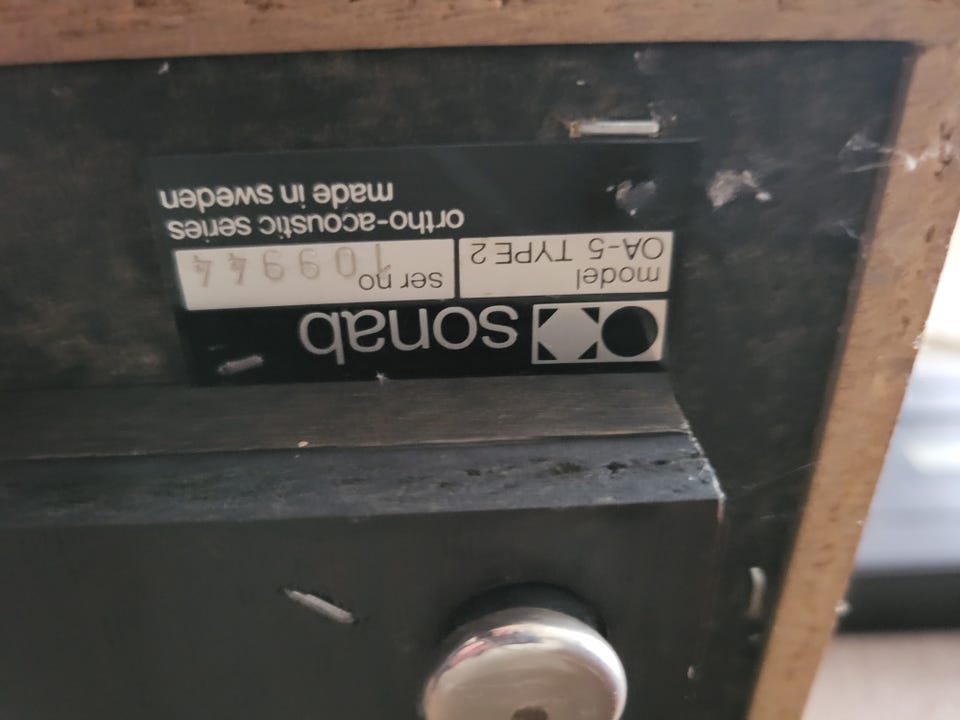 sonab
model
OA-5 TYPE 2
ser no 109944
ortho-acoustic series
made in sweden